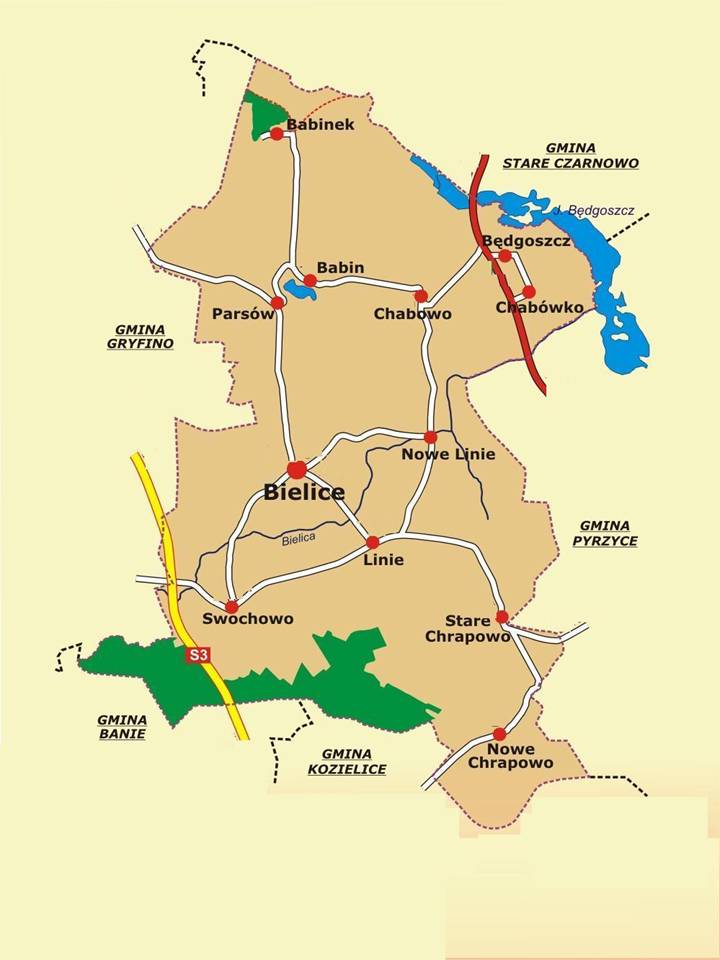 Babinek
GMINA
STARE CZARNOWO
J. Będgoszcz
Będgoszcz
Babin
Chabówko
Parsów
Chabowo
GMINA
GRYFINO
Nowe Linie
Bielice
GMINA
PYRZYCE
Bielica
Linie
Swochowo
Stare
Chrapowo
S3
GMINA
BANIE
GMINA
KOZIELICE
Nowe
Chrapowo